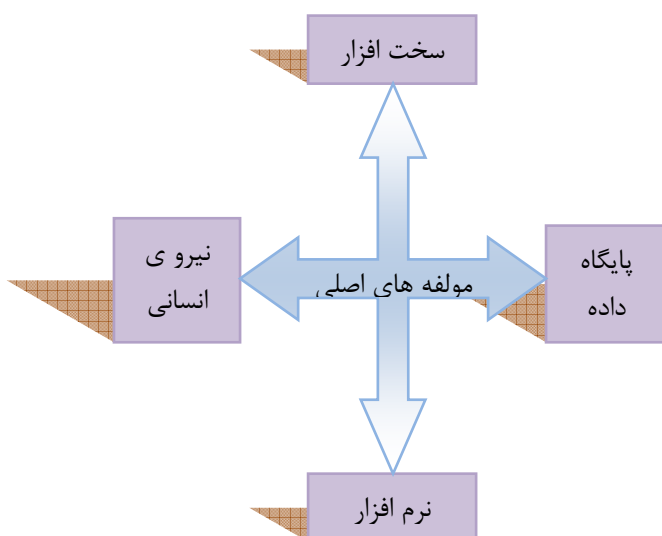 سخت افزار
پایگاه
داده
مولفه های اصلی
نیرو ی
انسانی
نرم افزار